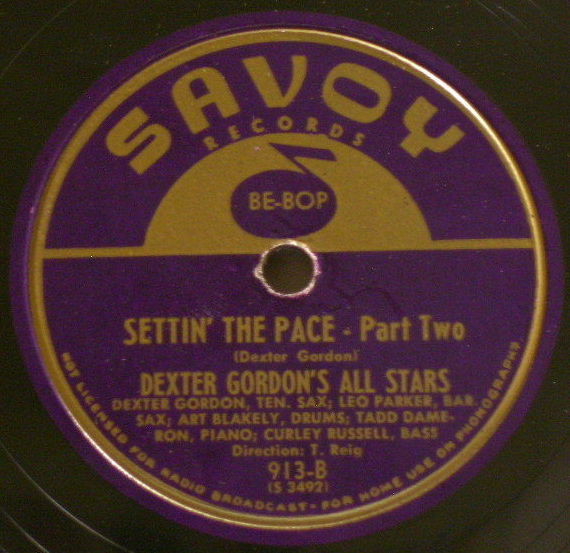 SAVOY
RECORDS
BE-BOP
SETTIN' THE PACE - Part Two
(Dexter Gordon)
DEXTER GORDON'S ALL STARS
DEXTER GORDON, TEN. SAX; LEO PARKER, BAR.
SAX; ART BLAKELY, DRUMS; TADD DAME-
RON, PIANO; CURLEY RUSSELL, BASS
Direction: T. Reig
913-B
(S 3492)
NOT LICENSED FOR RADIO BROADCAST - FOR HOME USE ON PHONOGRAPHS